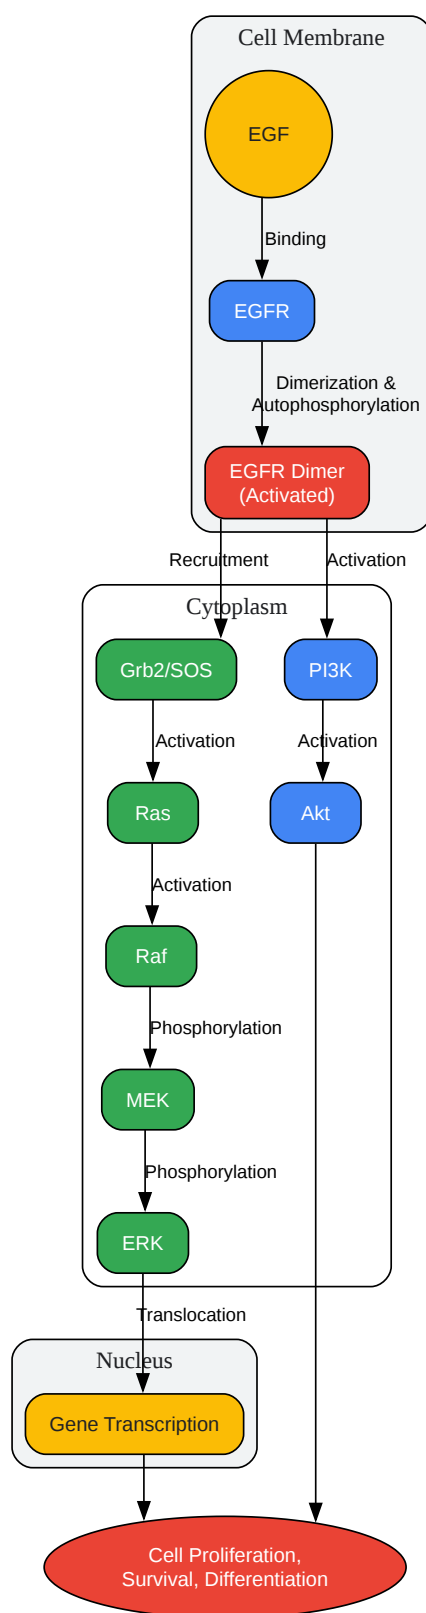 Cell Membrane
EGF
Binding
EGFR
Dimerization &
Autophosphorylation
EGFR Dimer
(Activated)
Recruitment
Activation
Cytoplasm
Grb2/SOS
PI3K
Activation
Activation
Ras
Akt
Activation
Raf
Phosphorylation
MEK
Phosphorylation
ERK
Translocation
Nucleus
Gene Transcription
Cell Proliferation,
Survival, Differentiation